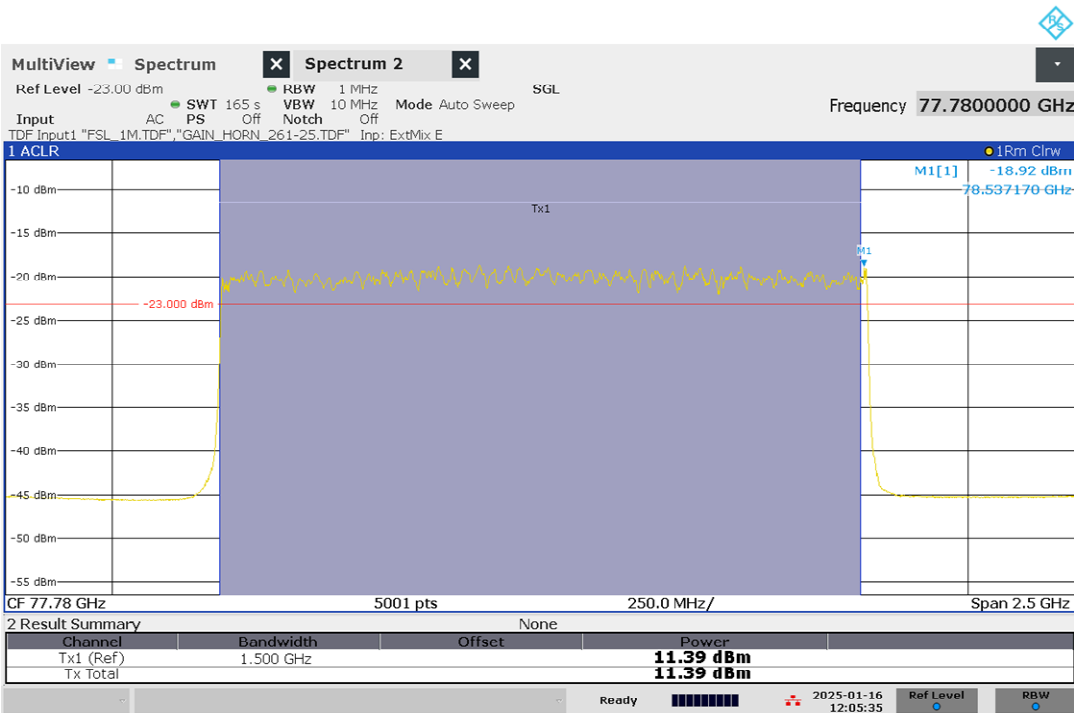 R S
MultiView Spectrum Spectrum 2
Ref Level -23.00 dBm RBW 1 MHz SGL
SWT 165 s VBW 10 MHz Mode Auto Sweep
Input AC PS Off Notch Off
Frequency 77.7800000 GHz
TDF Input1 "FSL_1M.TDF","GAIN_HORN_261-25.TDF" Inp: ExtMix E
1 ACLR 1Rm Clrw
M1[1] -18.92 dBm
78.537170 GHz
-10 dBm
Tx1
-15 dBm
M1
-20 dBm
-23.000 dBm
-25 dBm
-30 dBm
-35 dBm
-40 dBm
-45 dBm
-50 dBm
-55 dBm
CF 77.78 GHz 5001 pts 250.0 MHz/ Span 2.5 GHz
2 Result Summary None
Channel Bandwidth Offset Power
Tx1 (Ref) 1.500 GHz 11.39 dBm
Tx Total 11.39 dBm
Ready 2025-01-16 Ref Level RBW
12:05:35